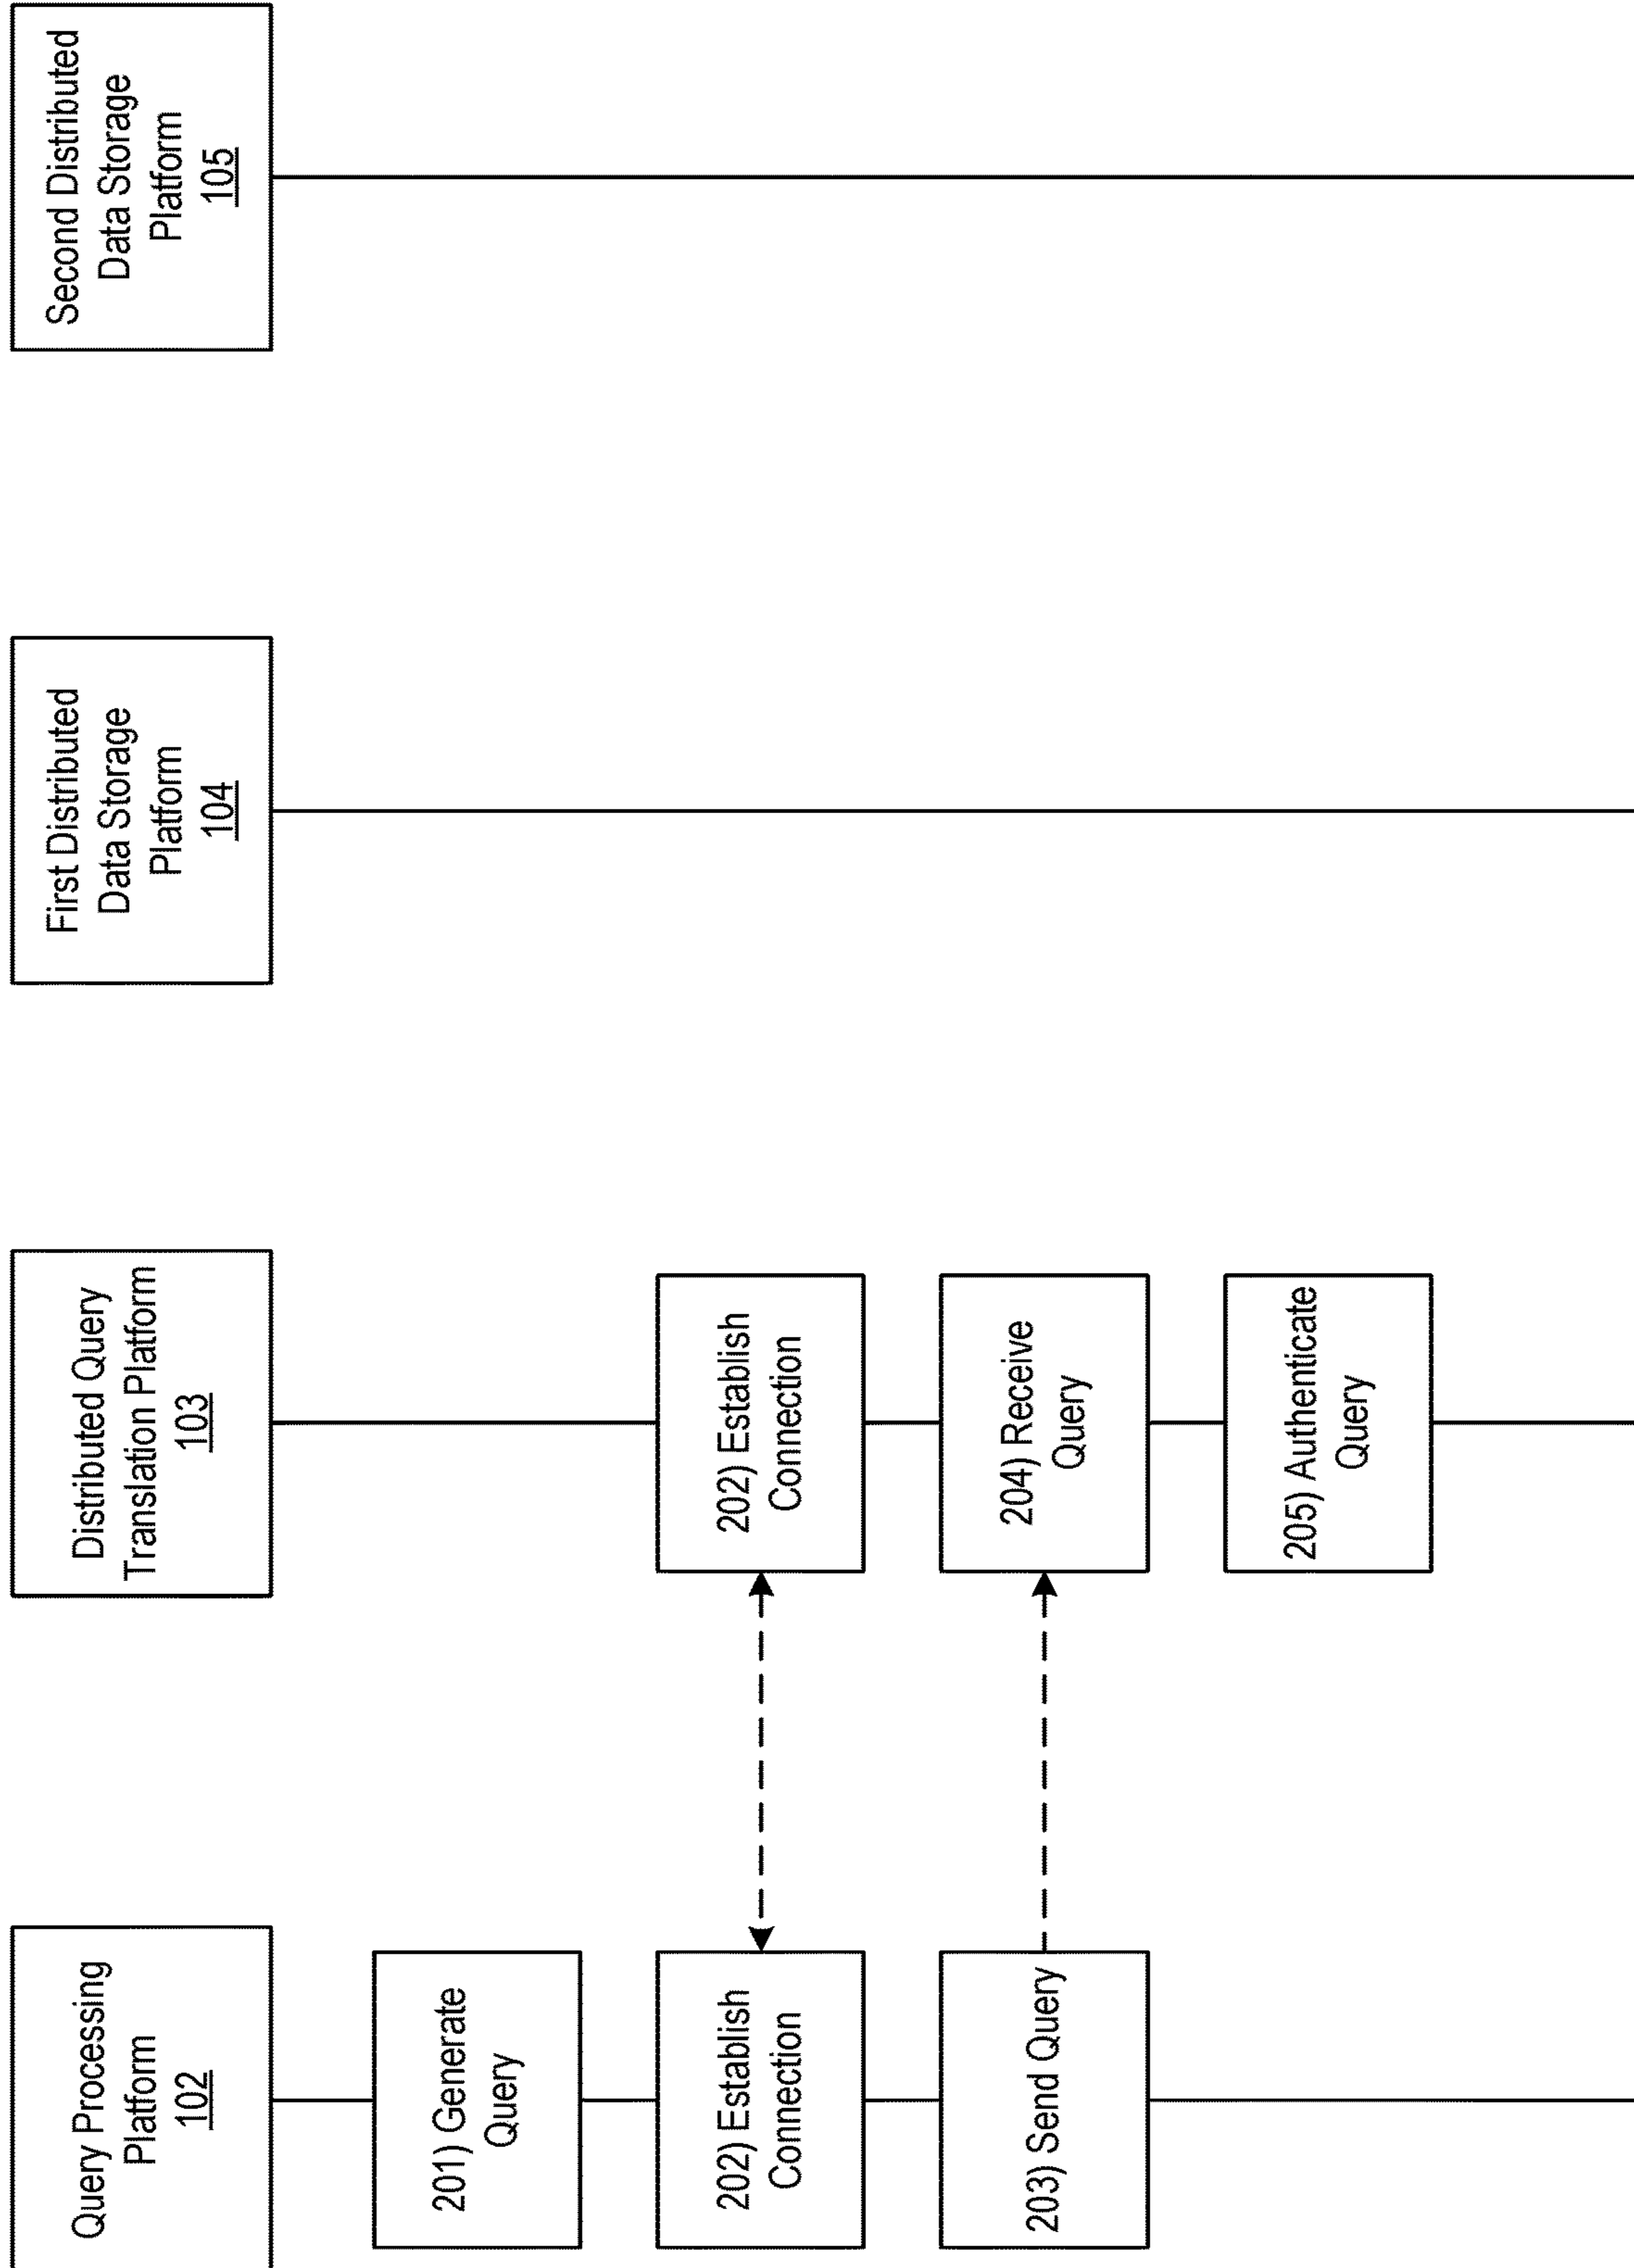 Query Processing
Platform
102
Distributed Query
Translation Platform
103
First Distributed
Data Storage
Platform
104
Second Distributed
Data Storage
Platform
105
201) Generate
Query
202) Establish
Connection
202) Establish
Connection
203) Send Query
204) Receive
Query
205) Authenticate
Query